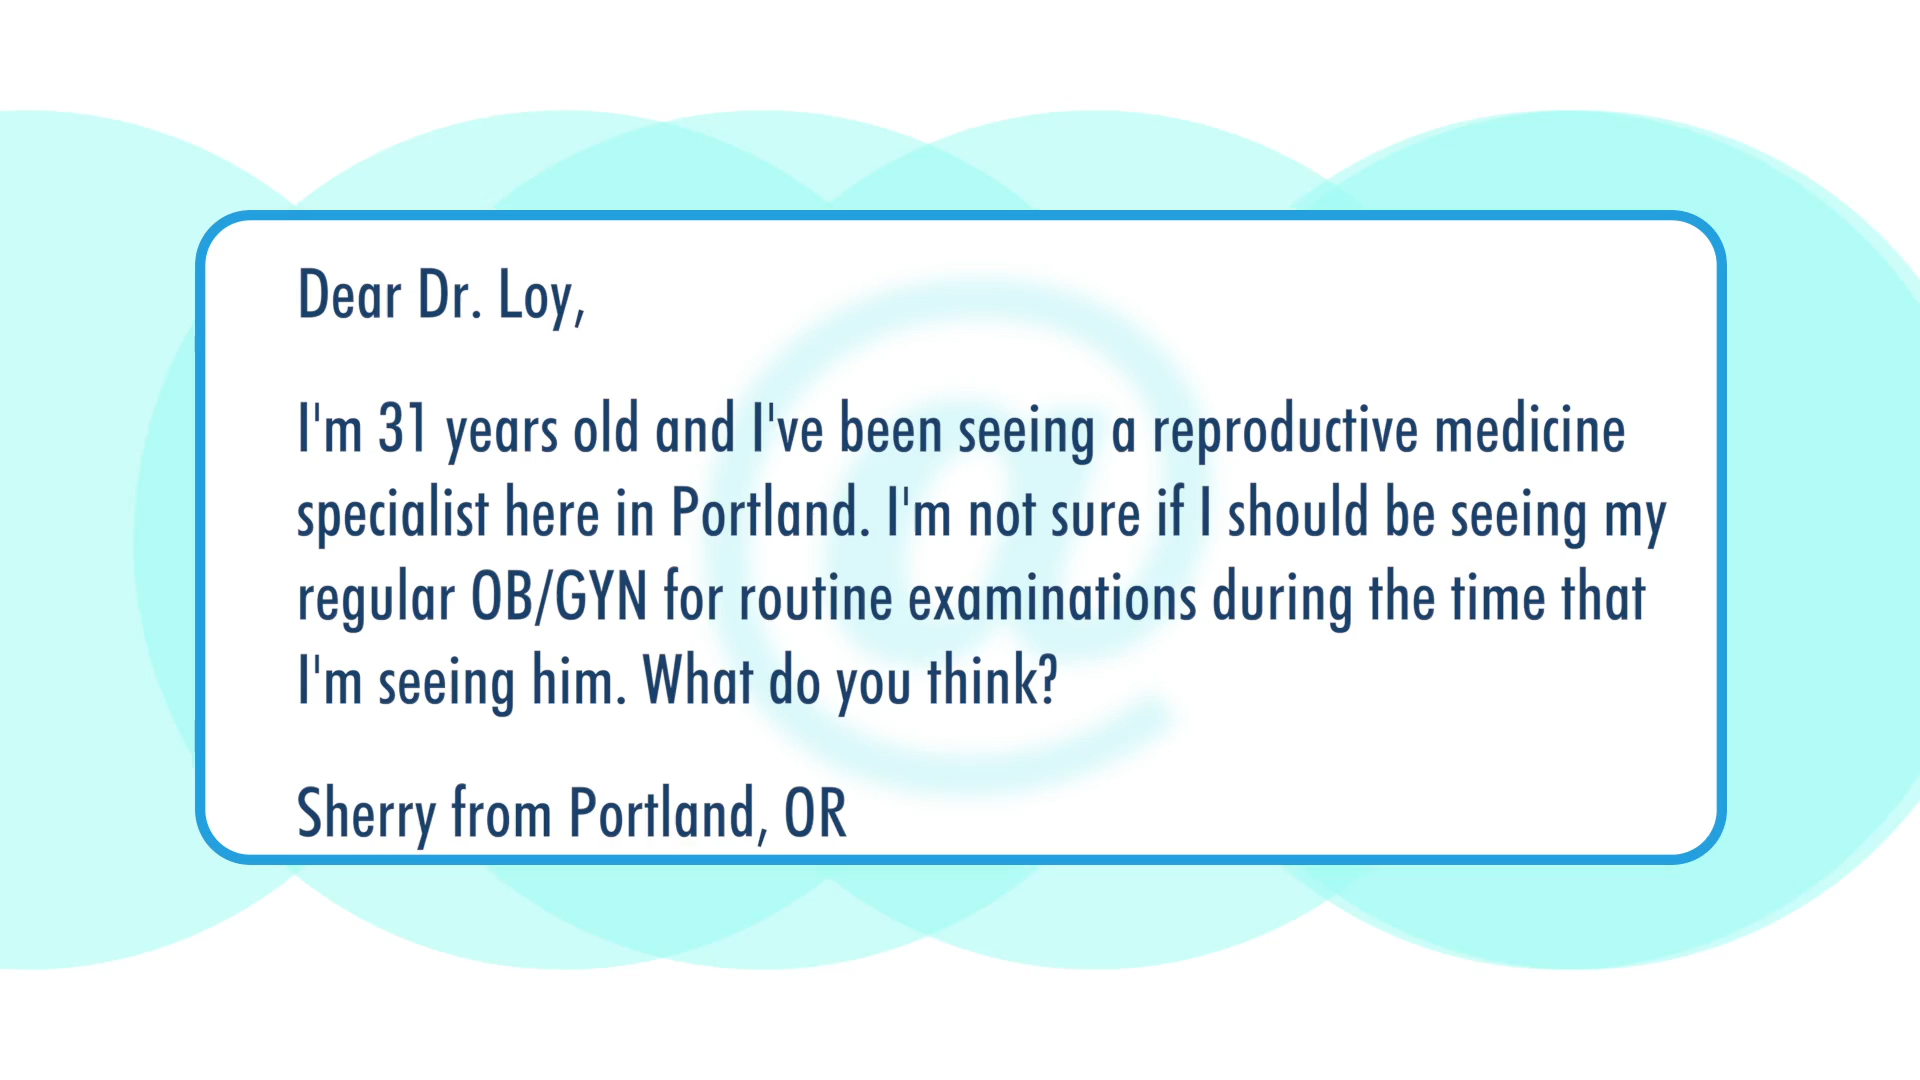 Dear Dr. Loy,
I'm 31 years old and I've been seeing a reproductive medicine
specialist here in Portland. I'm not sure if I should be seeing my
regular OB/GYN for routine examinations during the time that
I'm seeing him. What do you think?
Sherry from Portland, OR